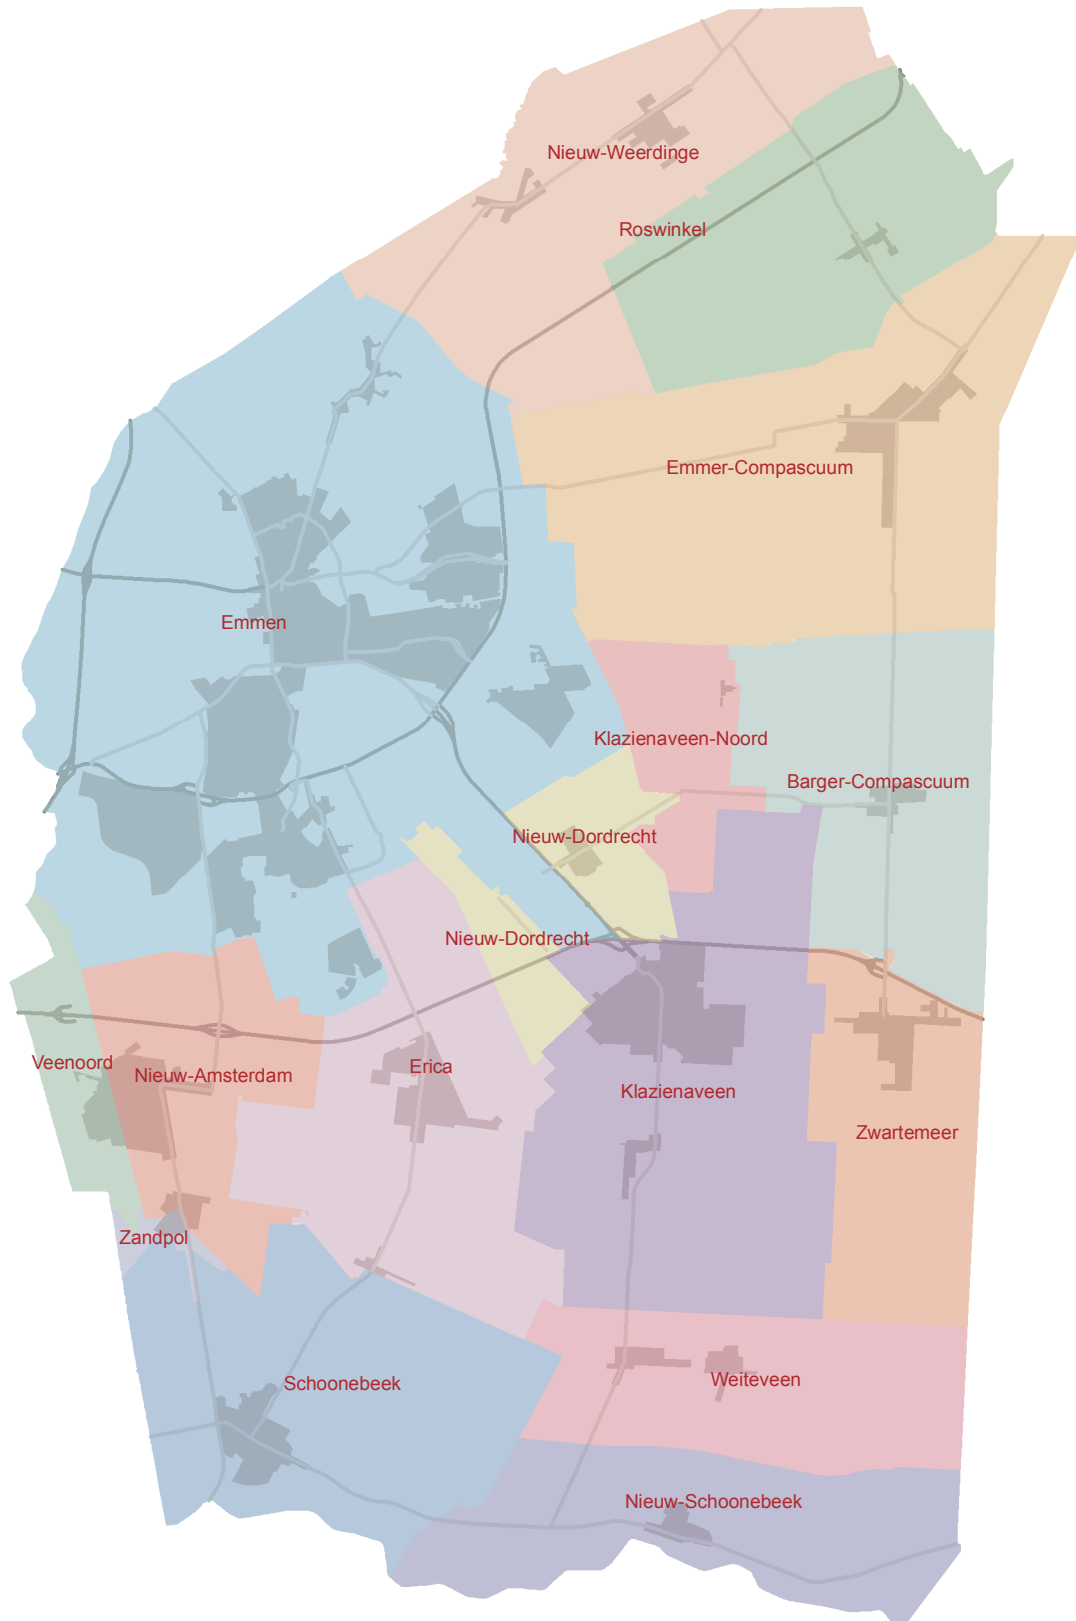 Nieuw-Weerdinge
Roswinkel
Emmer-Compascuum
Emmen
Klazienaveen-Noord
Barger-Compascuum
Nieuw-Dordrecht
Nieuw-Dordrecht
Veenoord
Nieuw-Amsterdam
Erica
Klazienaveen
Zwartemeer
Zandpol
Schoonebeek
Weiteveen
Nieuw-Schoonebeek